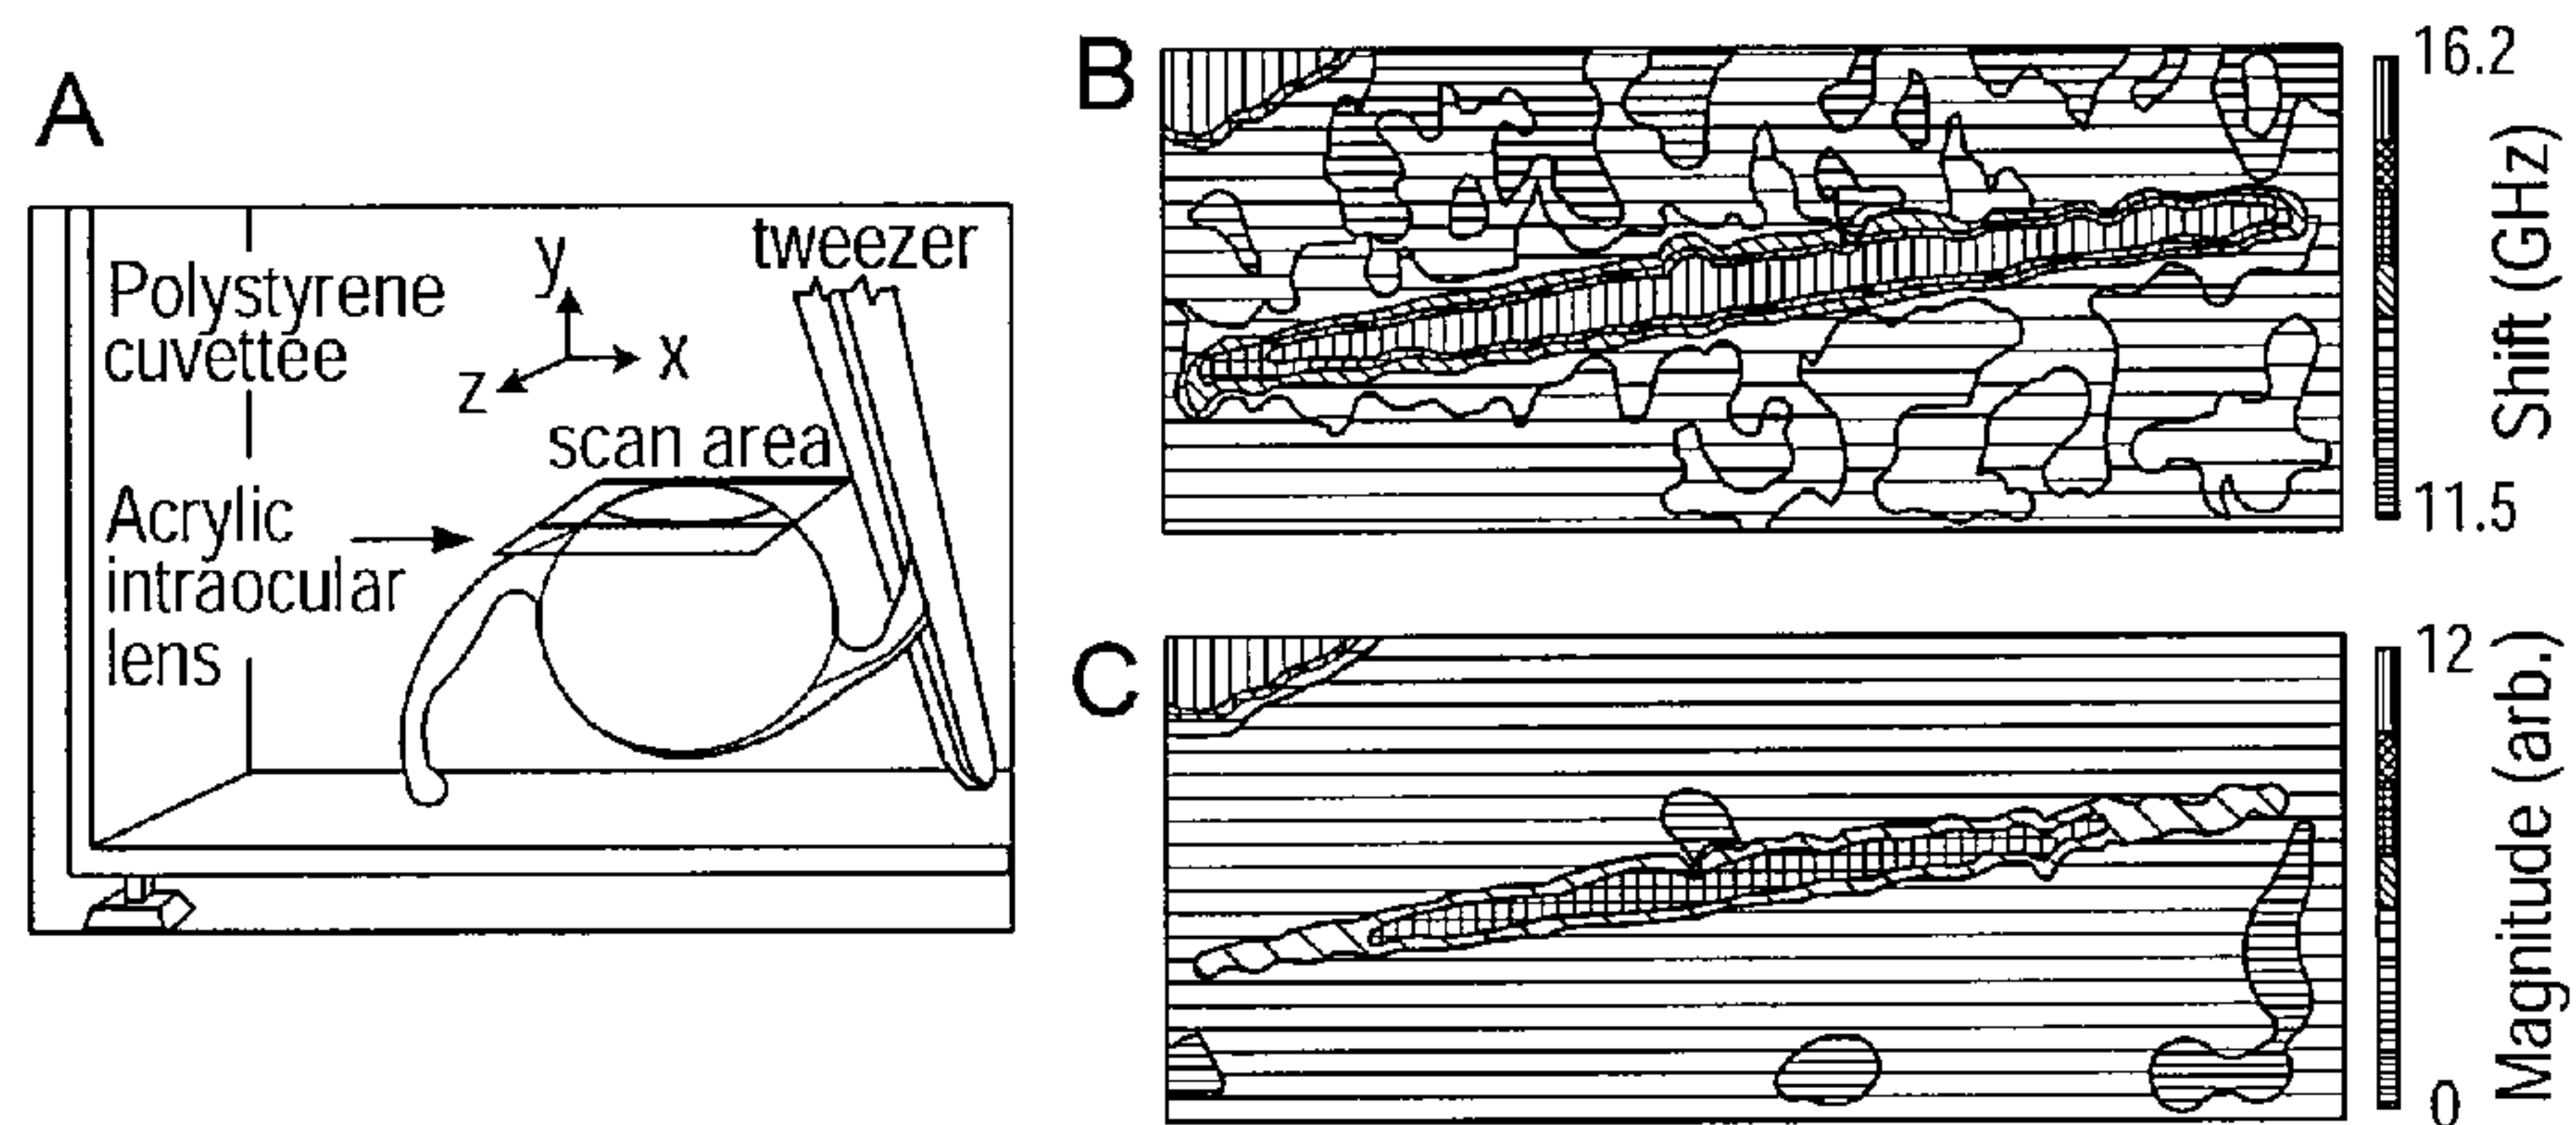 A
Polystyrene
cuvettee
y
x
z
tweezer
scan area
Acrylic
intraocular
lens
B
16.2
Shift (GHz)
11.5
C
12
Magnitude (arb.)
0